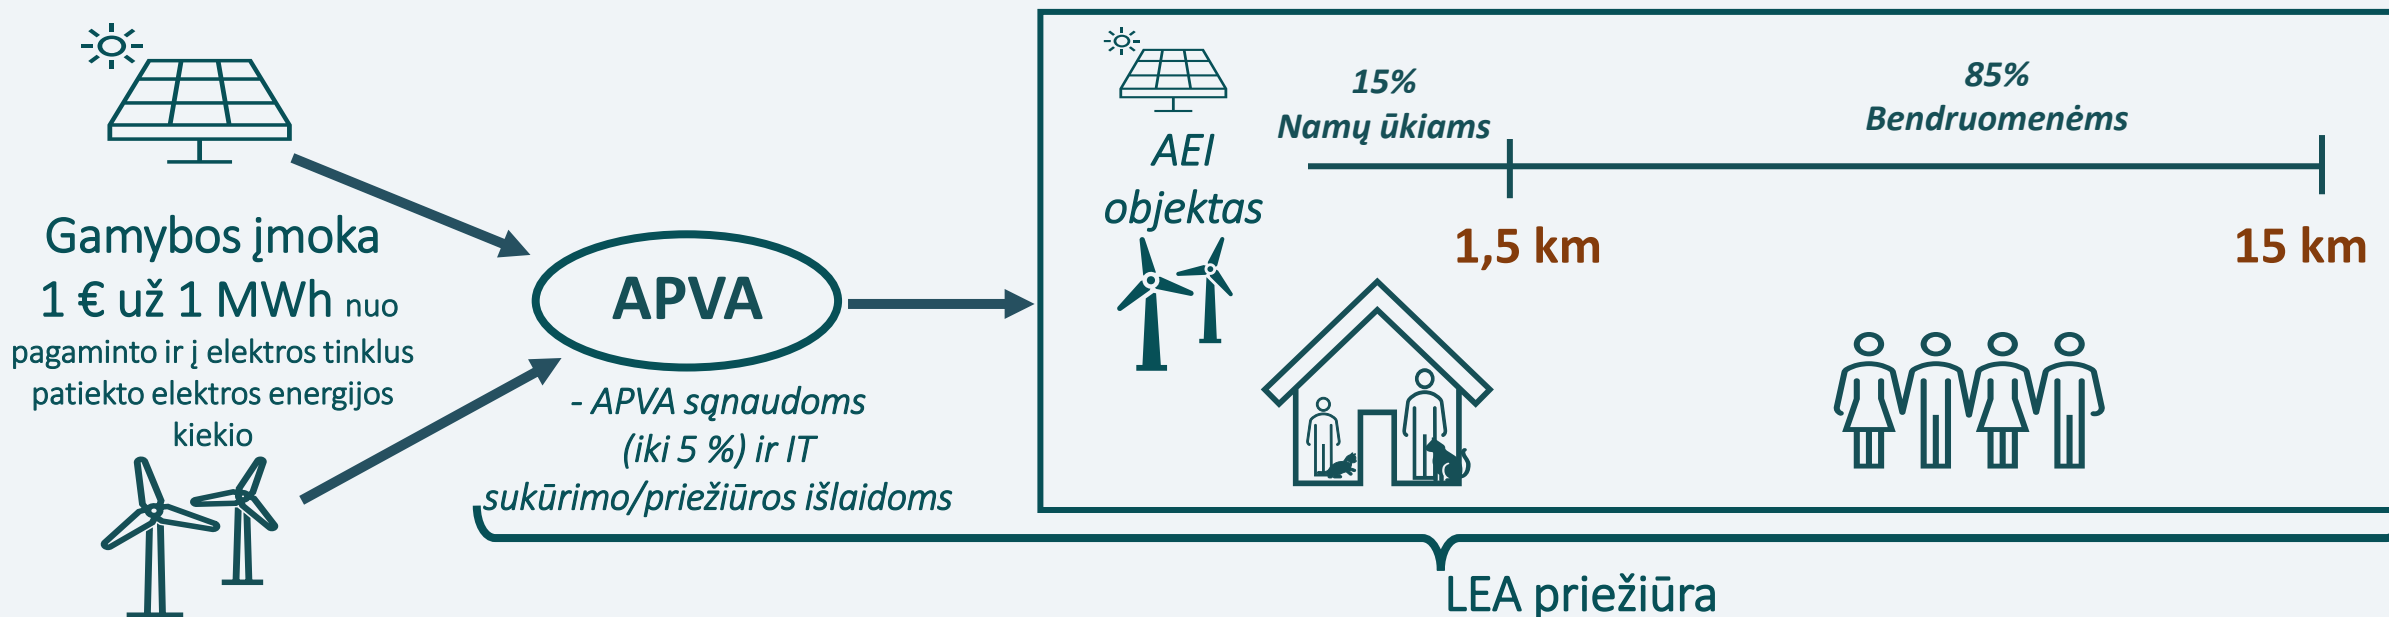 Gamybos įmoka
1 € už 1 MWh nuo
pagaminto ir į elektros tinklus
patiekto elektros energijos
kiekio
APVA
- APVA sąnaudoms
(iki 5 %) ir IT
sukūrimo/priežiūros išlaidoms
AEI
objektas
15%
Namų ūkiams
85%
Bendruomenėms
1,5 km
15 km
LEA priežiūra